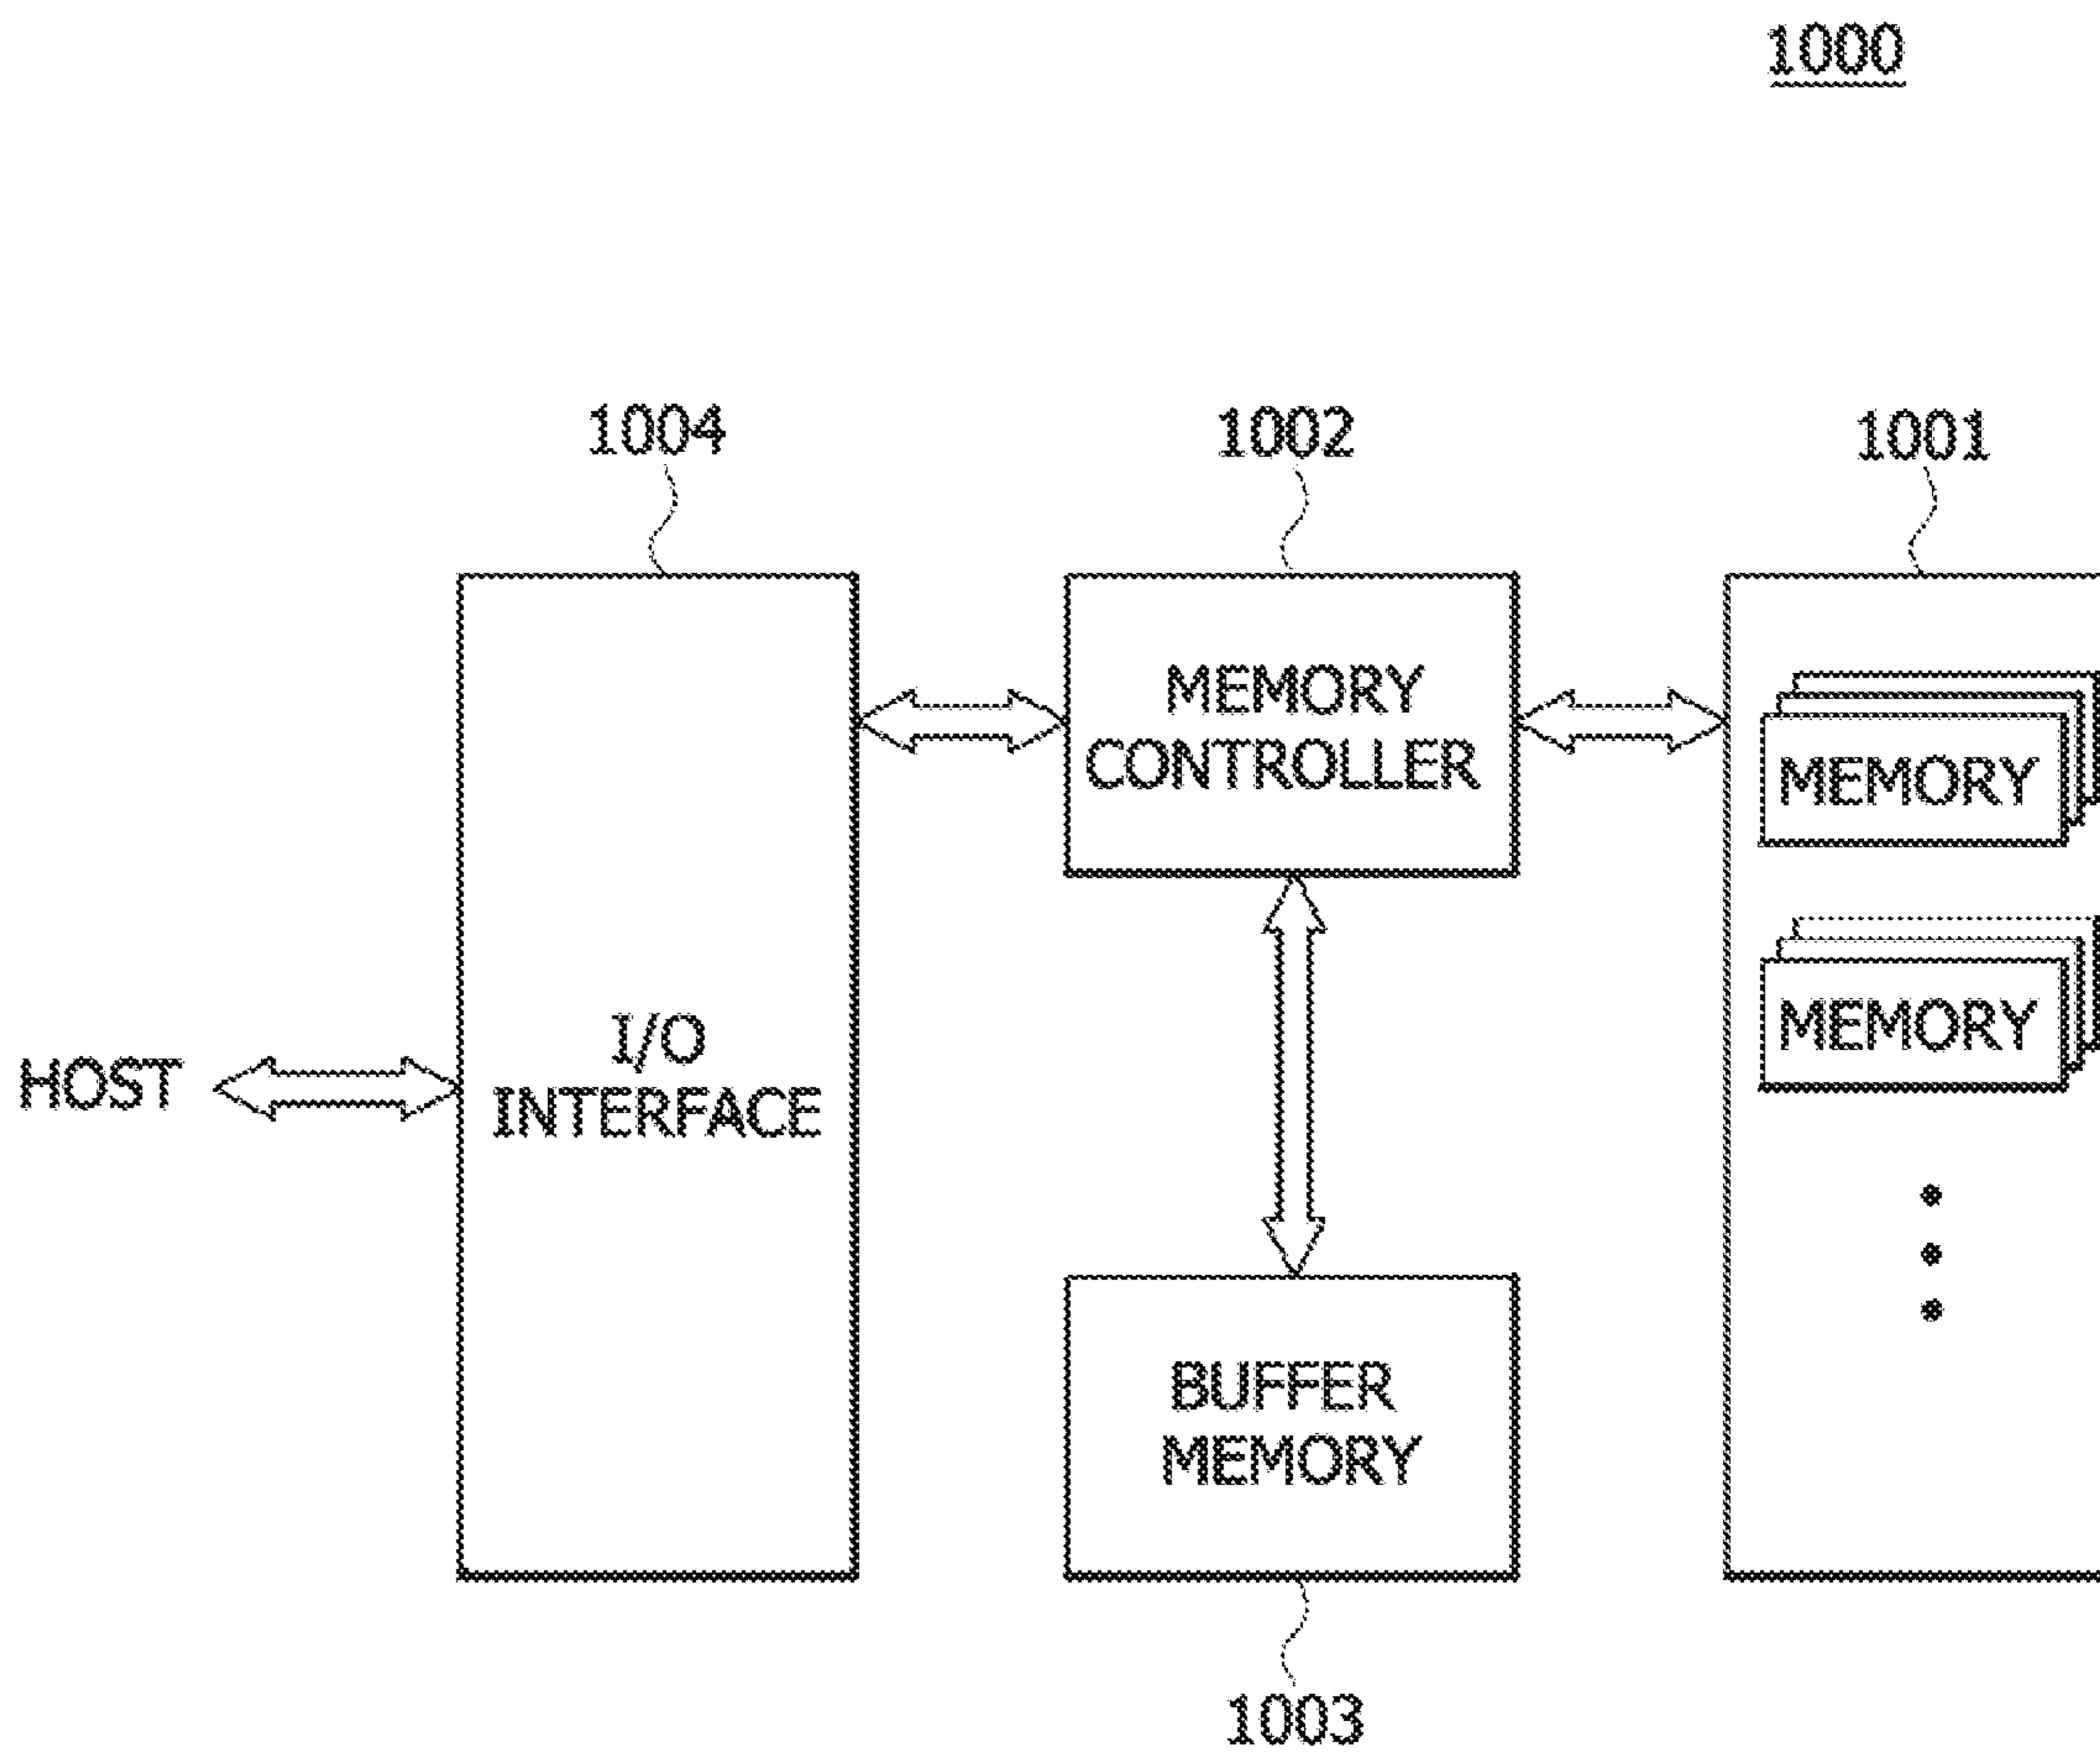 1000
1004
1002
1001
MEMORY
CONTROLLER
MEMORY
MEMORY
HOST
I/O
INTERFACE
BUFFER
MEMORY
1003